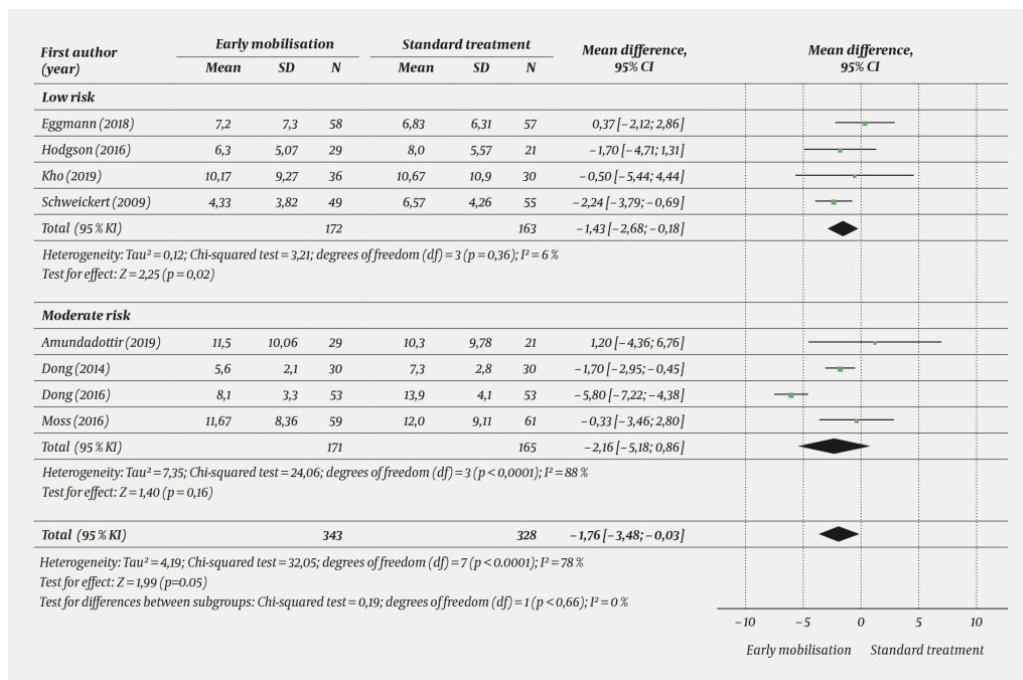 First author (year) Early mobilisation Standard treatment Mean difference, 95% CI Mean difference, 95% CI
Mean SD N Mean SD N
Low risk
Eggmann (2018) 7,2 7,3 58 6,83 6,31 57 0,37 [−2,12; 2,86]
Hodgson (2016) 6,3 5,07 29 8,0 5,57 21 −1,70 [−4,71; 1,31]
Kho (2019) 10,17 9,27 36 10,67 10,9 30 −0,50 [−5,44; 4,44]
Schweickert (2009) 4,33 3,82 49 6,57 4,26 55 −2,24 [−3,79; −0,69]
Total (95 % KI) 172 163 −1,43 [−2,68; −0,18]
Heterogeneity: Tau² = 0,12; Chi-squared test = 3,21; degrees of freedom (df) = 3 (p = 0,36); I² = 6 %
Test for effect: Z = 2,25 (p = 0,02)
Moderate risk
Amundadottir (2019) 11,5 10,06 29 10,3 9,78 21 1,20 [−4,36; 6,76]
Dong (2014) 5,6 2,1 30 7,3 2,8 30 −1,70 [−2,95; −0,45]
Dong (2016) 8,1 3,3 53 13,9 4,1 53 −5,80 [−7,22; −4,38]
Moss (2016) 11,67 8,36 59 12,0 9,11 61 −0,33 [−3,46; 2,80]
Total (95 % KI) 171 165 −2,16 [−5,18; 0,86]
Heterogeneity: Tau² = 7,35; Chi-squared test = 24,06; degrees of freedom (df) = 3 (p < 0,0001); I² = 88 %
Test for effect: Z = 1,40 (p = 0,16)
Total (95 % KI) 343 328 −1,76 [−3,48; −0,03]
Heterogeneity: Tau² = 4,19; Chi-squared test = 32,05; degrees of freedom (df) = 7 (p < 0.0001); I² = 78 %
Test for effect: Z = 1,99 (p=0.05)
Test for differences between subgroups: Chi-squared test = 0,19; degrees of freedom (df) = 1 (p < 0,66); I² = 0 %
−10 −5 0 5 10
Early mobilisation Standard treatment